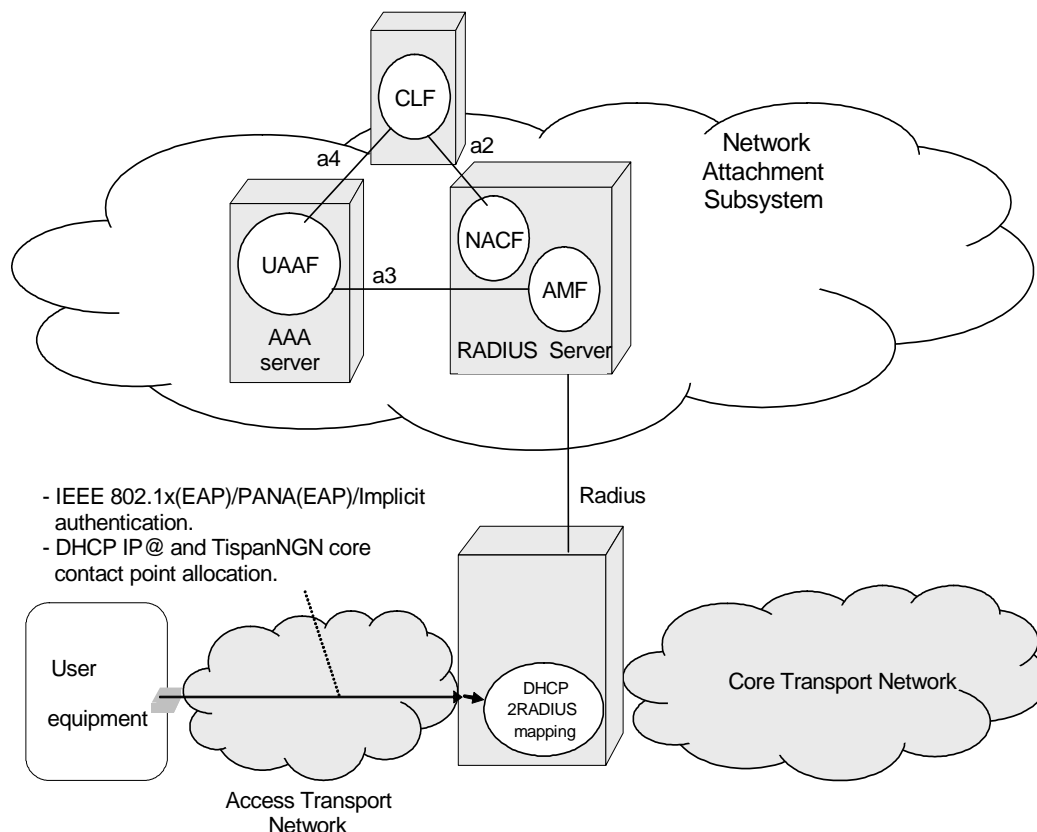 CLF
Network
Attachment
Subsystem
a4
a2
UAAF
NACF
a3
AMF
AAA
server
RADIUS Server
- IEEE 802.1x(EAP)/PANA(EAP)/Implicit
authentication.
- DHCP IP@ and TispanNGN core
contact point allocation.
Radius
User
equipment
DHCP
2RADIUS
mapping
Core Transport Network
Access Transport
Network